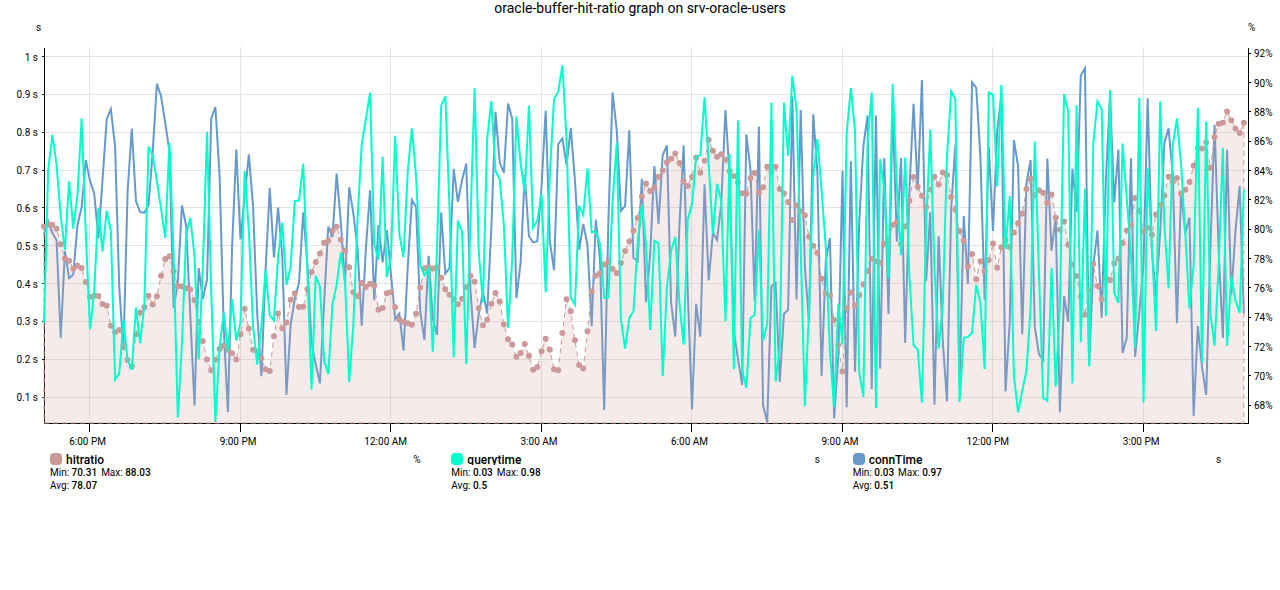 oracle-buffer-hit-ratio graph on srv-oracle-users
s %
1 s
0.9 s
0.8 s
0.7 s
0.6 s
0.5 s
0.4 s
0.3 s
0.2 s
0.1 s
92%
90%
88%
86%
84%
82%
80%
78%
76%
74%
72%
70%
68%
6:00 PM 9:00 PM 12:00 AM 3:00 AM 6:00 AM 9:00 AM 12:00 PM 3:00 PM
hitratio %
Min: 70.31 Max: 88.03
Avg: 78.07
querytime s
Min: 0.03 Max: 0.98
Avg: 0.5
connTime s
Min: 0.03 Max: 0.97
Avg: 0.51